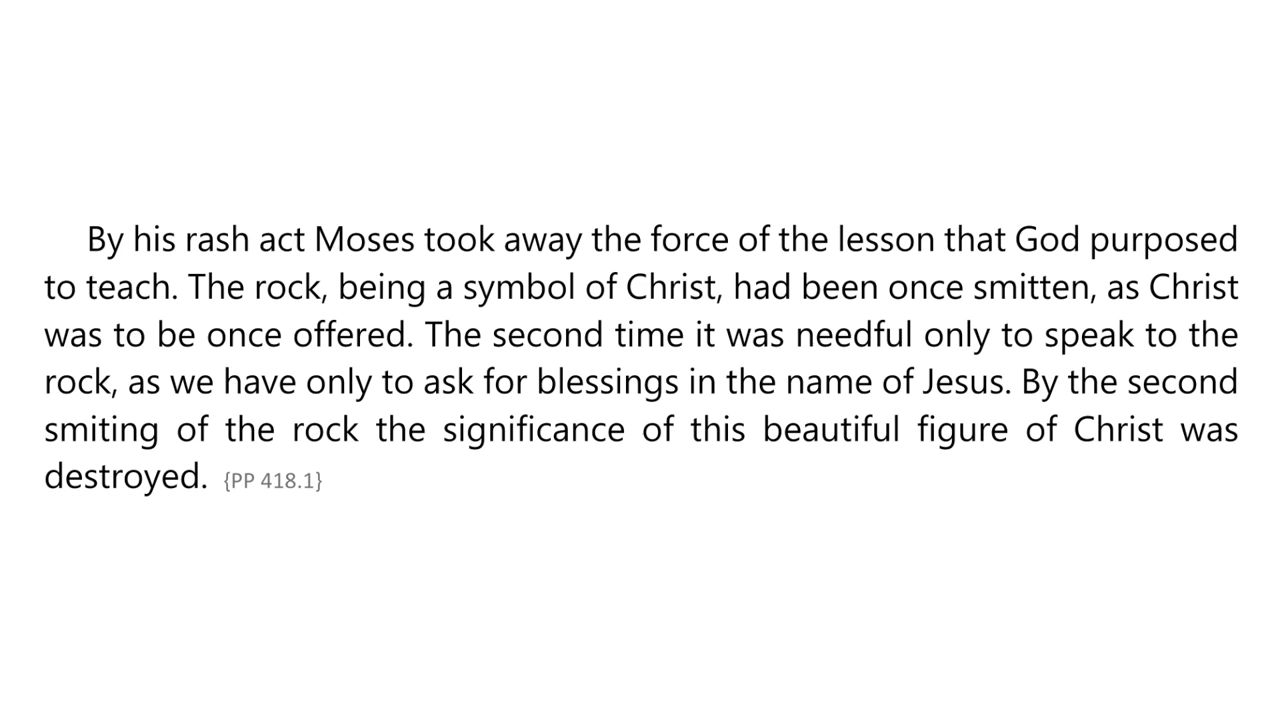 By his rash act Moses took away the force of the lesson that God purposed
to teach. The rock, being a symbol of Christ, had been once smitten, as Christ
was to be once offered. The second time it was needful only to speak to the
rock, as we have only to ask for blessings in the name of Jesus. By the second
smiting of the rock the significance of this beautiful figure of Christ was
destroyed. {PP 418.1}